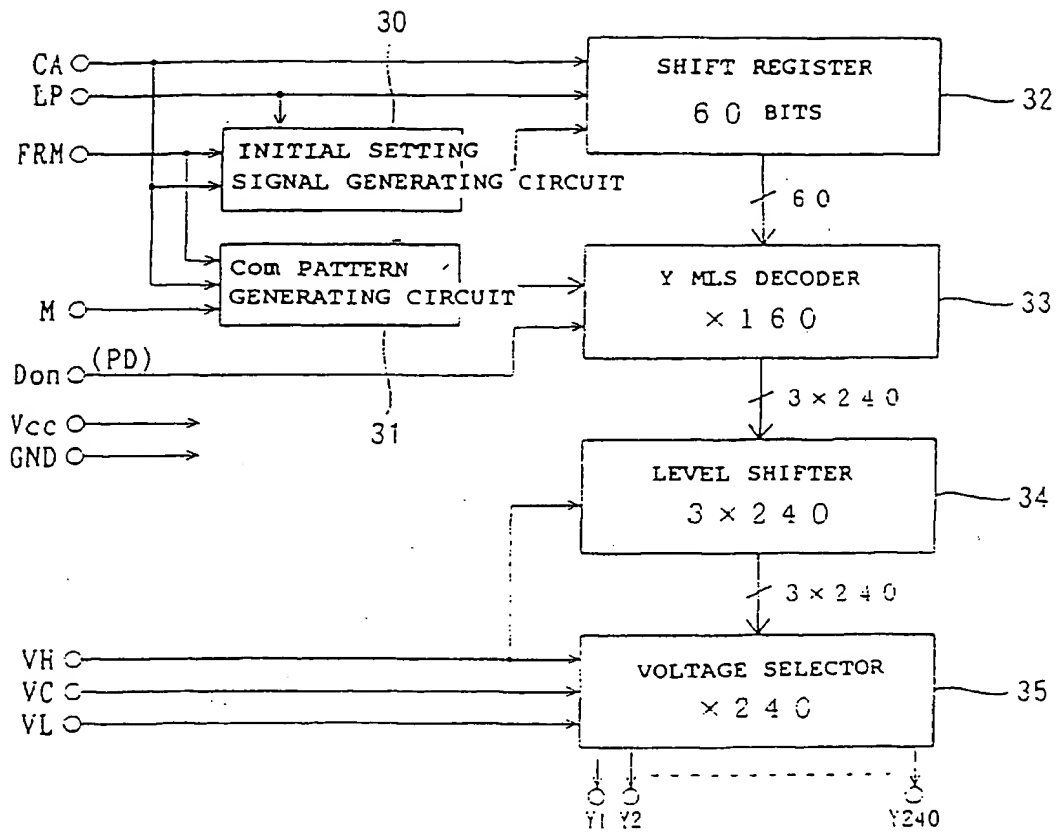 30
CA
LP
FRM
INITIAL SETTING
SIGNAL GENERATING CIRCUIT
SHIFT REGISTER
60 BITS
32
60
Com PATTERN
GENERATING CIRCUIT
M
Don (PD)
31
Y MLS DECODER
×160
33
Vcc
GND
3×240
LEVEL SHIFTER
3×240
34
3×240
VH
VC
VL
VOLTAGE SELECTOR
×240
35
Y1 Y2 Y240